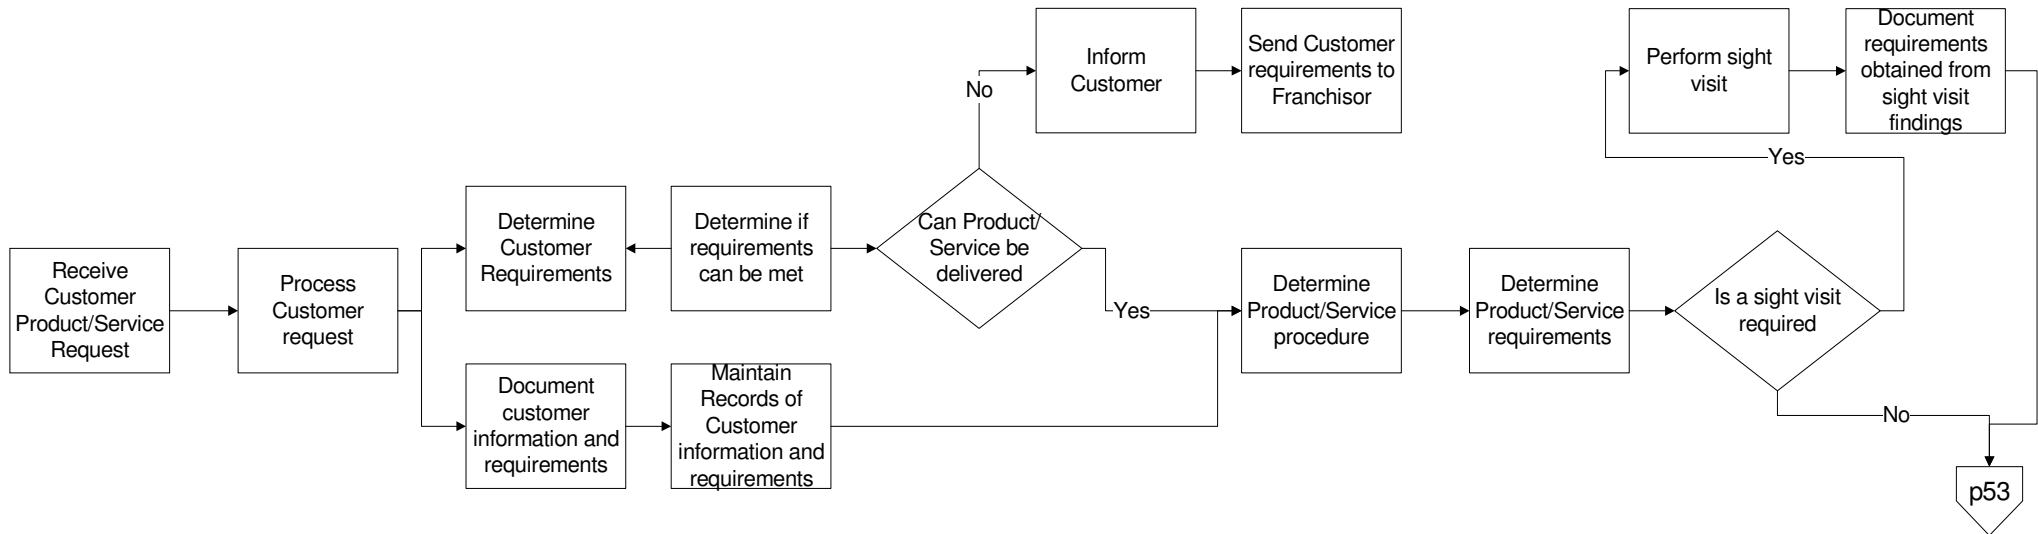 Receive
Customer
Product/Service
Request
Process
Customer
request
Determine
Customer
Requirements
Determine if
requirements
can be met
Document
customer
information and
requirements
Maintain
Records of
Customer
information and
requirements
Can Product/
Service be
delivered
No
Inform
Customer
Send Customer
requirements to
Franchisor
Yes
Determine
Product/Service
procedure
Determine
Product/Service
requirements
Is a sight visit
required
Yes
Perform sight
visit
Document
requirements
obtained from
sight visit
findings
No
p53